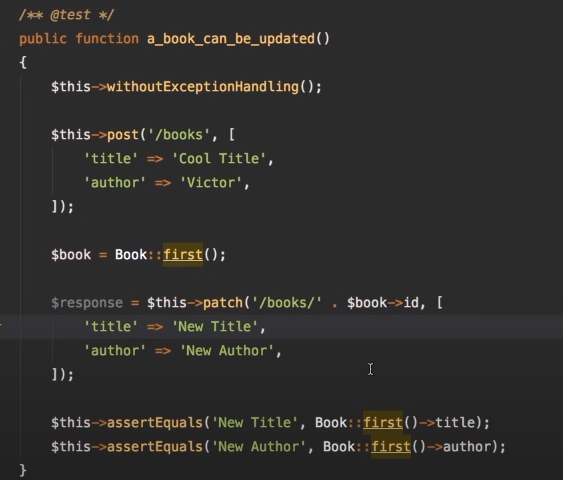 /** @test */
public function a_book_can_be_updated()
{
$this->withoutExceptionHandling();
$this->post('/books', [
'title' => 'Cool Title',
'author' => 'Victor',
]);
$book = Book::first();
$response = $this->patch('/books/' . $book->id, [
'title' => 'New Title',
'author' => 'New Author',
]);
$this->assertEquals('New Title', Book::first()->title);
$this->assertEquals('New Author', Book::first()->author);
}